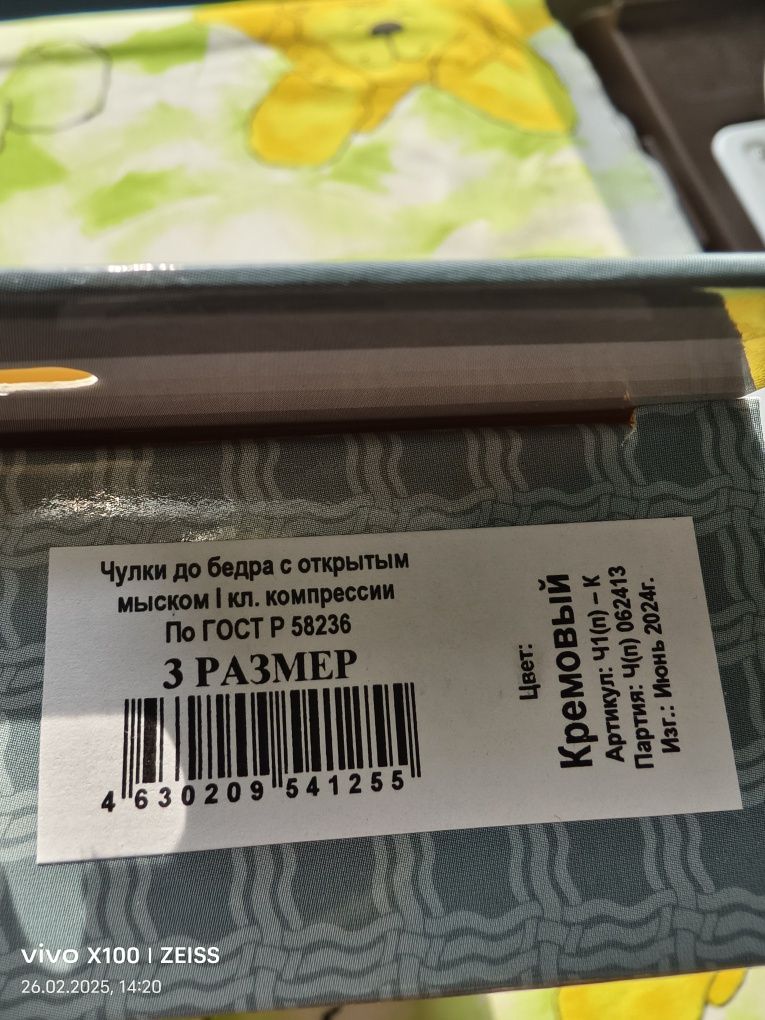 Чулки до бедра с открытым
мыском I кл. компрессии
По ГОСТ Р 58236
3 РАЗМЕР
4 630209 541255
Цвет:
Кремовый
Артикул: Ч1(п) – К
Партия: Ч(п) 062413
Изг.: Июнь 2024г.
vivo X100 | ZEISS
26.02.2025, 14:20